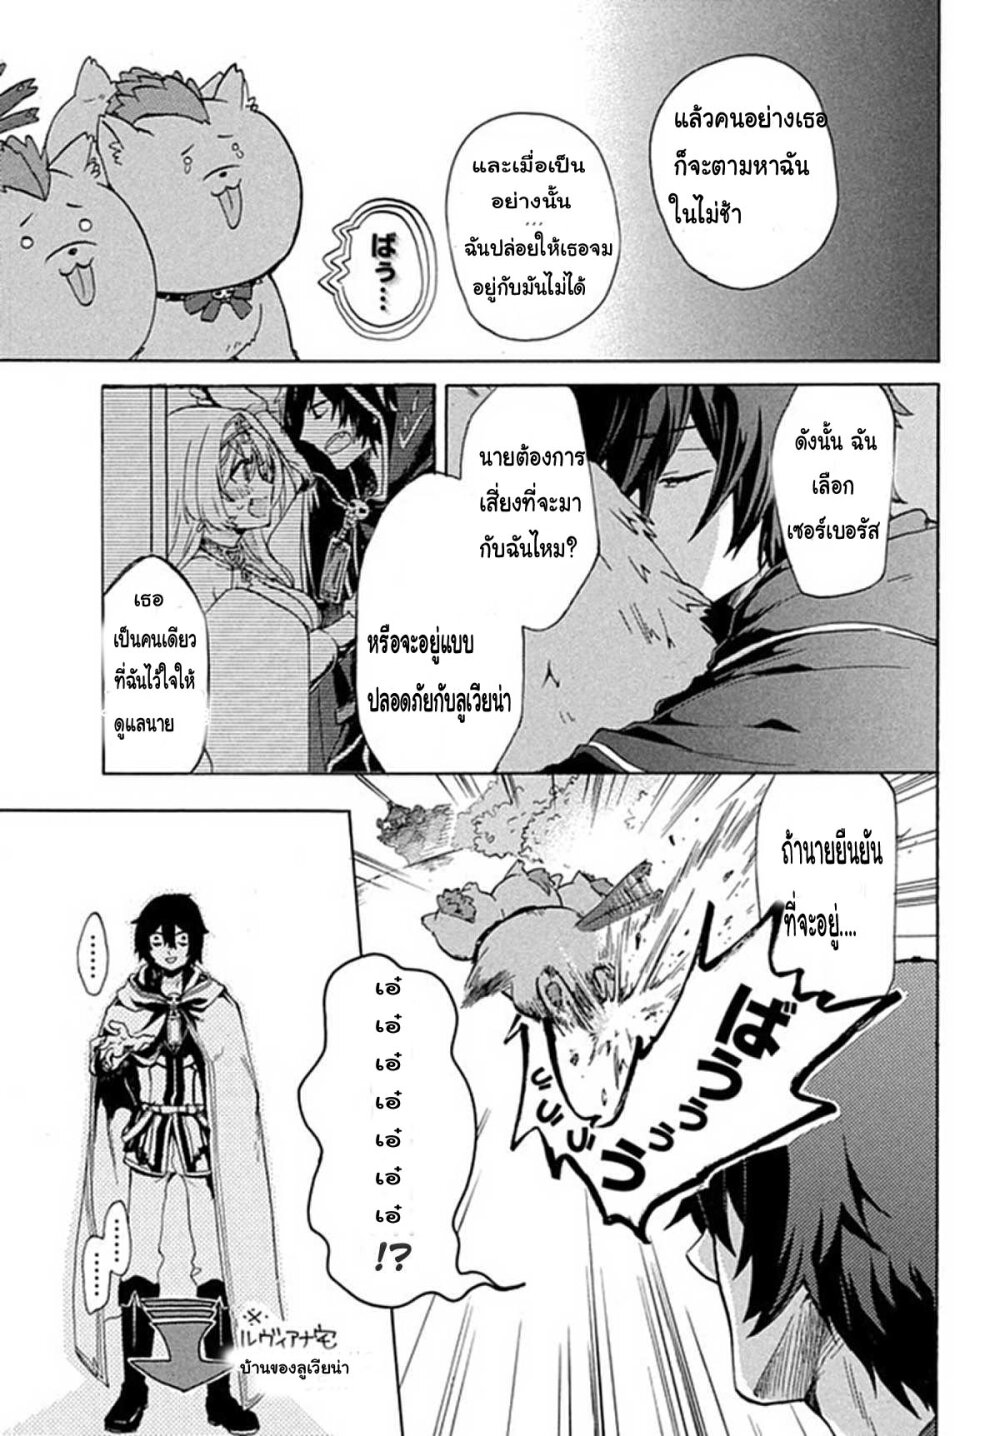 แล้วคนอย่างเธอ
ก็จะตามหาฉัน
ในไม่ช้า
และเมื่อเป็น
อย่างนั้น
...
ฉันปล่อยให้เธอจม
อยู่กับมันไม่ได้
ばう...
ดังนั้น ฉัน
เลือก
เซอร์เบอรัส
นายต้องการ
เสี่ยงที่จะมา
กับฉันไหม?
หรือจะอยู่แบบ
ปลอดภัยกับลูเวียน่า
เธอ
เป็นคนเดียว
ที่ฉันไว้ใจให้
ดูแลนาย
ถ้านายยืนยัน
ที่จะอยู่....
ばうううううう
เอ๋
เอ๋
เอ๋
เอ๋
เอ๋
เอ๋
เอ๋
!?
......
......
......
※・ルヴィアナ宅
บ้านของลูเวียน่า